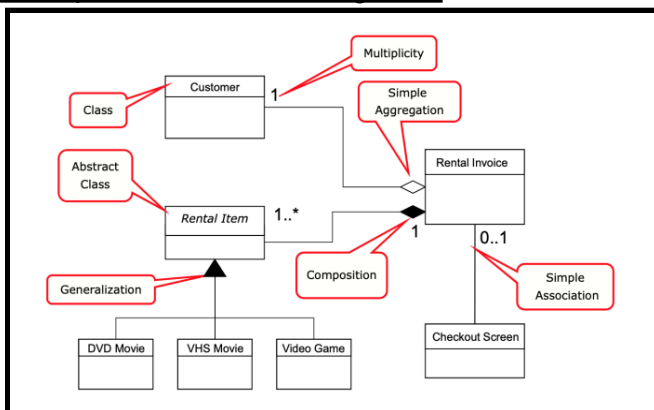 Multiplicity
Customer
1
Simple
Aggregation
Class
Rental Invoice
Abstract
Class
Rental Item
1..*
1
0..1
Composition
Simple
Association
Generalization
Checkout Screen
DVD Movie
VHS Movie
Video Game